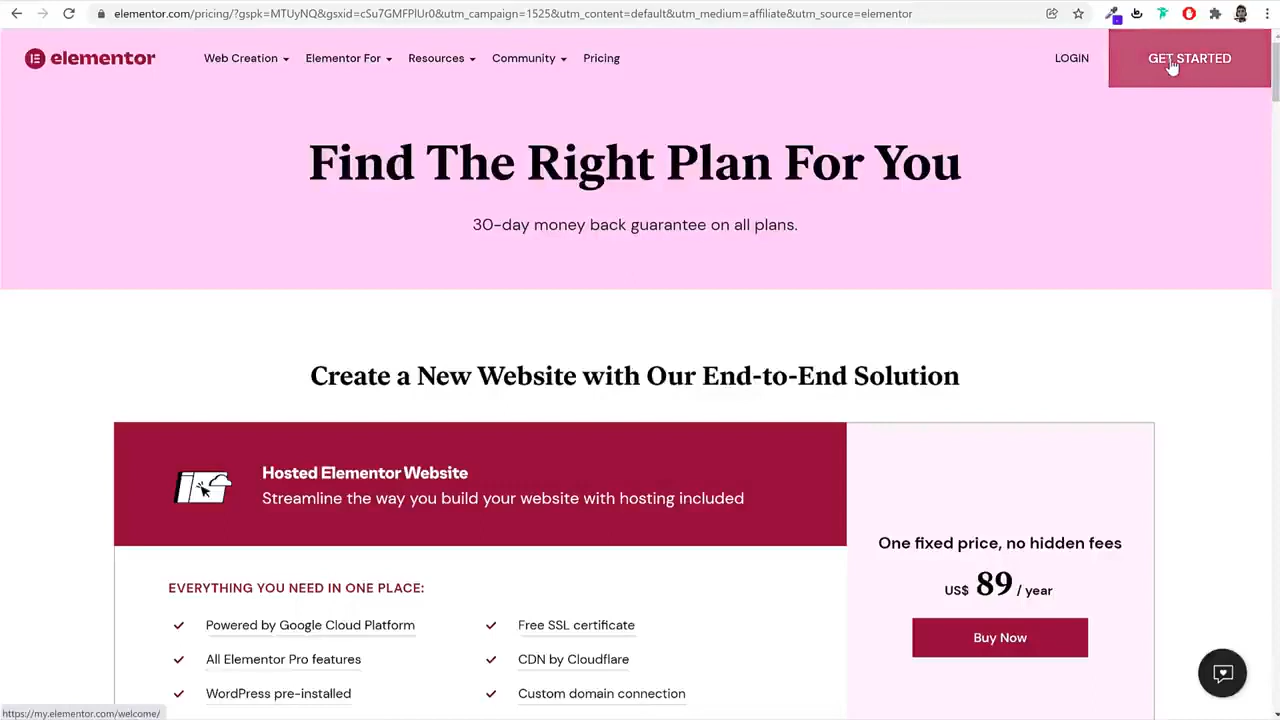 elementor.com/pricing/?gspk=MTUyNQ&gsxid=cSu7GMFPlUr0&utm_campaign=1525&utm_content=default&utm_medium=affiliate&utm_source=elementor
elementor
Web Creation
Elementor For
Resources
Community
Pricing
LOGIN
GET STARTED
Find The Right Plan For You
30-day money back guarantee on all plans.
Create a New Website with Our End-to-End Solution
Hosted Elementor Website
Streamline the way you build your website with hosting included
One fixed price, no hidden fees
US$ 89 / year
Buy Now
EVERYTHING YOU NEED IN ONE PLACE:
Powered by Google Cloud Platform
Free SSL certificate
All Elementor Pro features
CDN by Cloudflare
WordPress pre-installed
Custom domain connection
https://my.elementor.com/welcome/